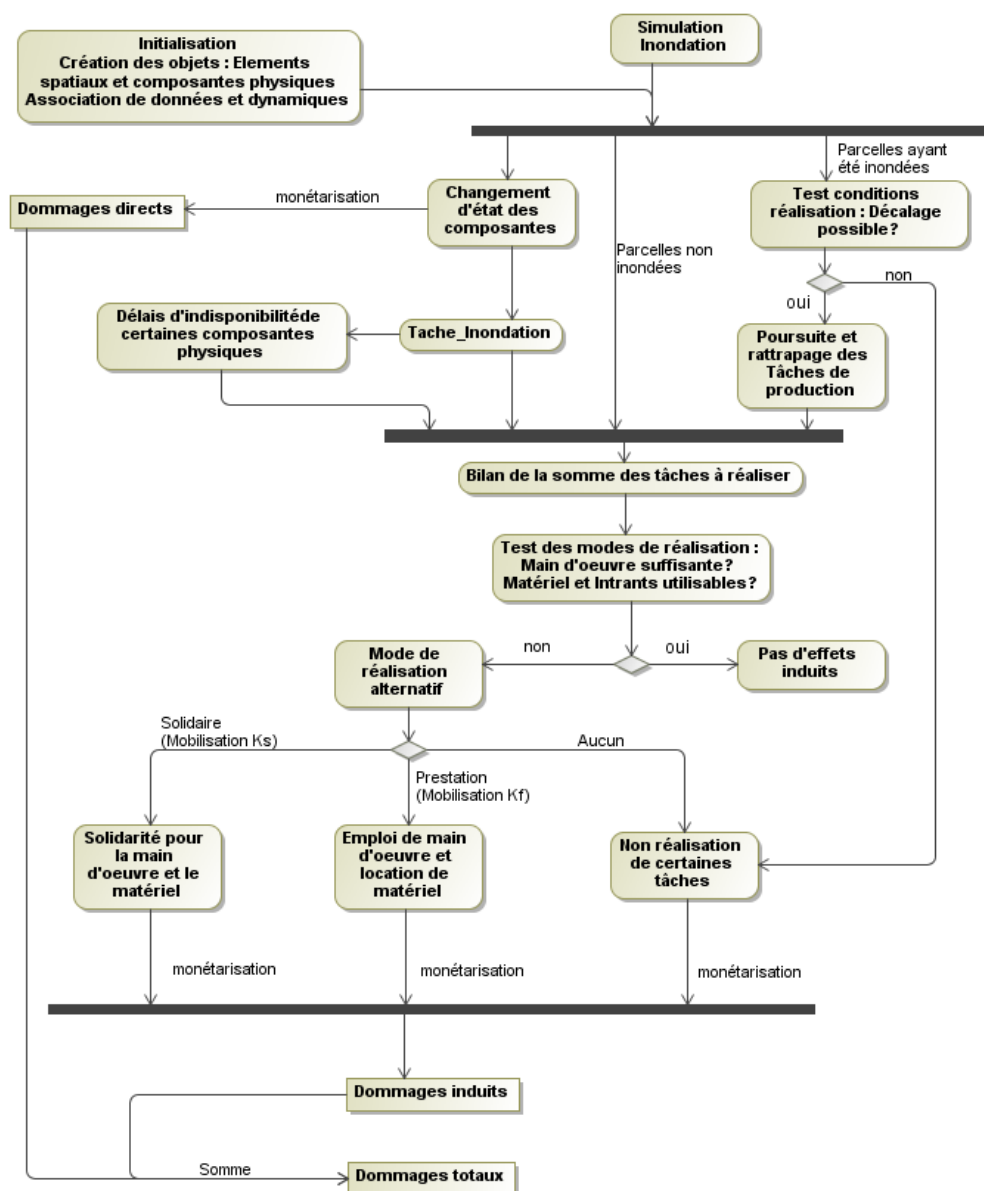 Simulation
Inondation
Initialisation
Création des objets : Elements
spatiaux et composantes physiques
Association de données et dynamiques
Parcelles ayant
été inondées
monétarisation
Dommages directs
Changement
d'état des
composantes
Test conditions
réalisation : Décalage
possible?
Parcelles non
inondées
non
oui
Délais d'indisponibilitéde
certaines composantes
physiques
Tache_Inondation
Poursuite et
rattrapage des
Tâches de
production
Bilan de la somme des tâches à réaliser
Test des modes de réalisation :
Main d'oeuvre suffisante?
Matériel et Intrants utilisables?
non
oui
Mode de
réalisation
alternatif
Pas d'effets
induits
Solidaire
(Mobilisation Ks)
Aucun
Prestation
(Mobilisation Kf)
Solidarité pour
la main
d'oeuvre et le
matériel
Emploi de main
d'oeuvre et
location de
matériel
Non réalisation
de certaines
tâches
monétarisation
monétarisation
monétarisation
Dommages induits
Somme
Dommages totaux